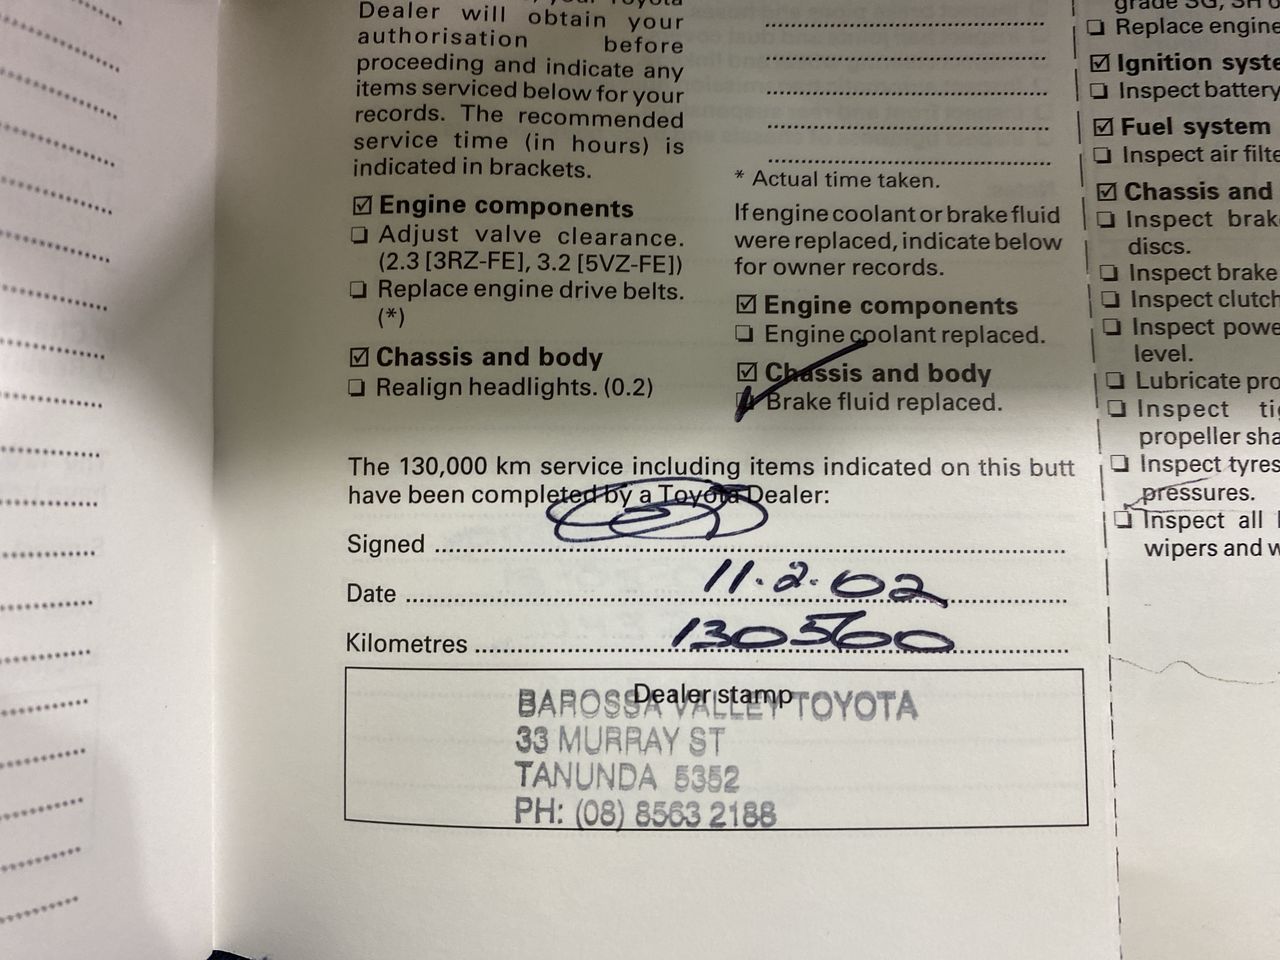 Dealer will obtain your
authorisation before
proceeding and indicate any
items serviced below for your
records. The recommended
service time (in hours) is
indicated in brackets.
☑ Engine components
❏ Adjust valve clearance.
(2.3 [3RZ-FE], 3.2 [5VZ-FE])
❏ Replace engine drive belts.
(*)
☑ Chassis and body
❏ Realign headlights. (0.2)
* Actual time taken.
If engine coolant or brake fluid
were replaced, indicate below
for owner records.
☑ Engine components
❏ Engine coolant replaced.
☑ Chassis and body
❏ Brake fluid replaced.
The 130,000 km service including items indicated on this butt
have been completed by a Toyota Dealer:
Signed
Date 11.2.02
Kilometres 130500
Dealer stamp
BAROSSA VALLEY TOYOTA
33 MURRAY ST
TANUNDA 5352
PH: (08) 8563 2188
❏ Replace engine
☑ Ignition syste
❏ Inspect battery
☑ Fuel system
❏ Inspect air filte
☑ Chassis and
❏ Inspect brak
discs.
❏ Inspect brake
❏ Inspect clutch
❏ Inspect powe
level.
❏ Lubricate pro
❏ Inspect tig
propeller sha
❏ Inspect tyres
pressures.
❏ Inspect all
wipers and w